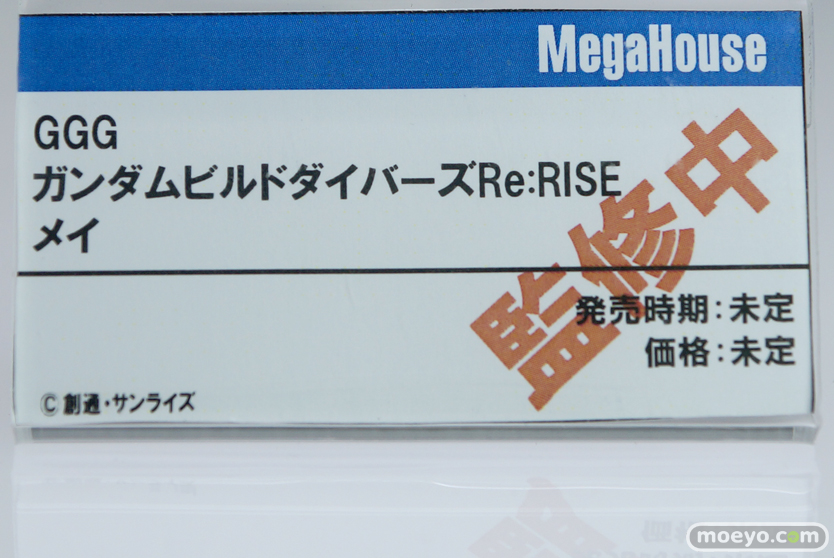 MegaHouse
GGG
ガンダムビルドダイバーズRe:RISE
メイ
監修中
発売時期:未定
価格:未定
© 創通・サンライズ
moeyo.com